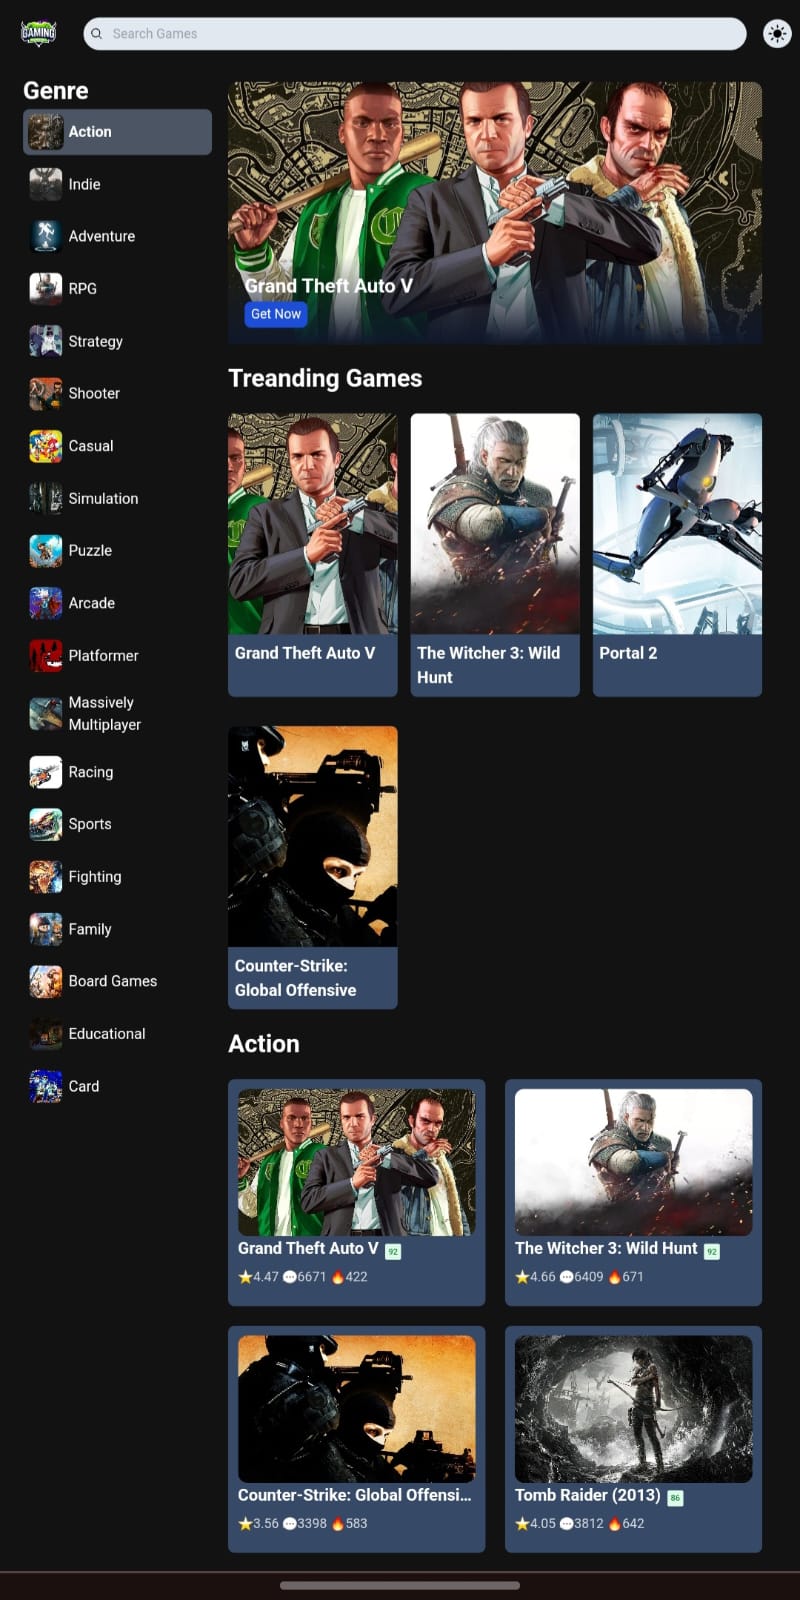 GAMING
Search Games
Genre
Action
Indie
Adventure
RPG
Strategy
Shooter
Casual
Simulation
Puzzle
Arcade
Platformer
Massively
Multiplayer
Racing
Sports
Fighting
Family
Board Games
Educational
Card
Grand Theft Auto V
Get Now
Treanding Games
Grand Theft Auto V
The Witcher 3: Wild
Hunt
Portal 2
Counter-Strike:
Global Offensive
Action
Grand Theft Auto V 92
⭐4.47 💬6671 🔥422
The Witcher 3: Wild Hunt 92
⭐4.66 💬6409 🔥671
Counter-Strike: Global Offensi...
⭐3.56 💬3398 🔥583
Tomb Raider (2013) 86
⭐4.05 💬3812 🔥642